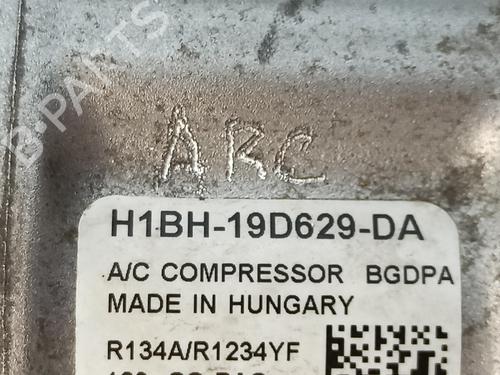 B-PARTS
ARC
H1BH-19D629-DA
A/C COMPRESSOR BGDPA
MADE IN HUNGARY
R134A/R1234YF